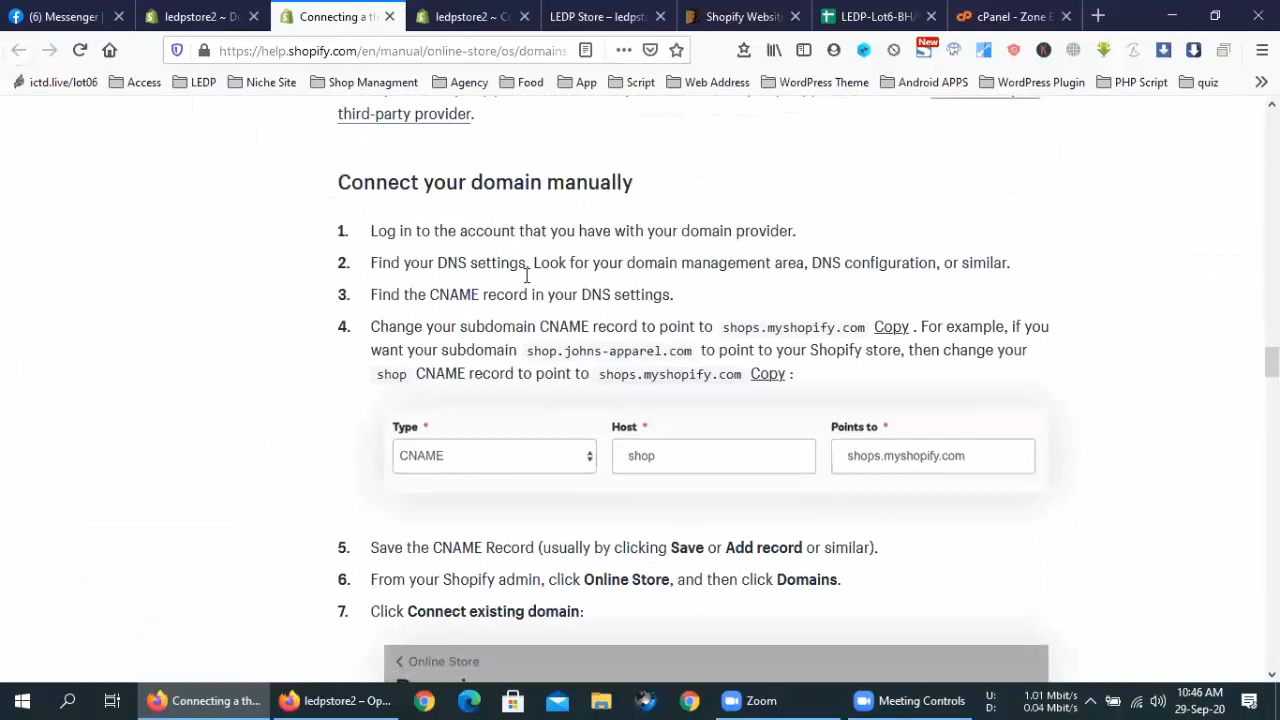 (6) Messenger
ledpstore2 ~ Do
Connecting a th
ledpstore2 ~ Co
LEDP Store – ledpst
Shopify Websit
LEDP-Lot6-BHA
cPanel - Zone E
https://help.shopify.com/en/manual/online-store/os/domains
New
ictd.live/lot06
Access
LEDP
Niche Site
Shop Managment
Agency
Food
App
Script
Web Address
WordPress Theme
Android APPS
WordPress Plugin
PHP Script
quiz
third-party provider.
Connect your domain manually
1. Log in to the account that you have with your domain provider.
2. Find your DNS settings. Look for your domain management area, DNS configuration, or similar.
3. Find the CNAME record in your DNS settings.
4. Change your subdomain CNAME record to point to shops.myshopify.com Copy . For example, if you
want your subdomain shop.johns-apparel.com to point to your Shopify store, then change your
shop CNAME record to point to shops.myshopify.com Copy :
Type * Host * Points to *
CNAME shop shops.myshopify.com
5. Save the CNAME Record (usually by clicking Save or Add record or similar).
6. From your Shopify admin, click Online Store, and then click Domains.
7. Click Connect existing domain:
Online Store
Connecting a th...
ledpstore2 ~ Op...
Zoom
Meeting Controls
U: 1.01 Mbit/s
D: 0.04 Mbit/s
10:46 AM
29-Sep-20